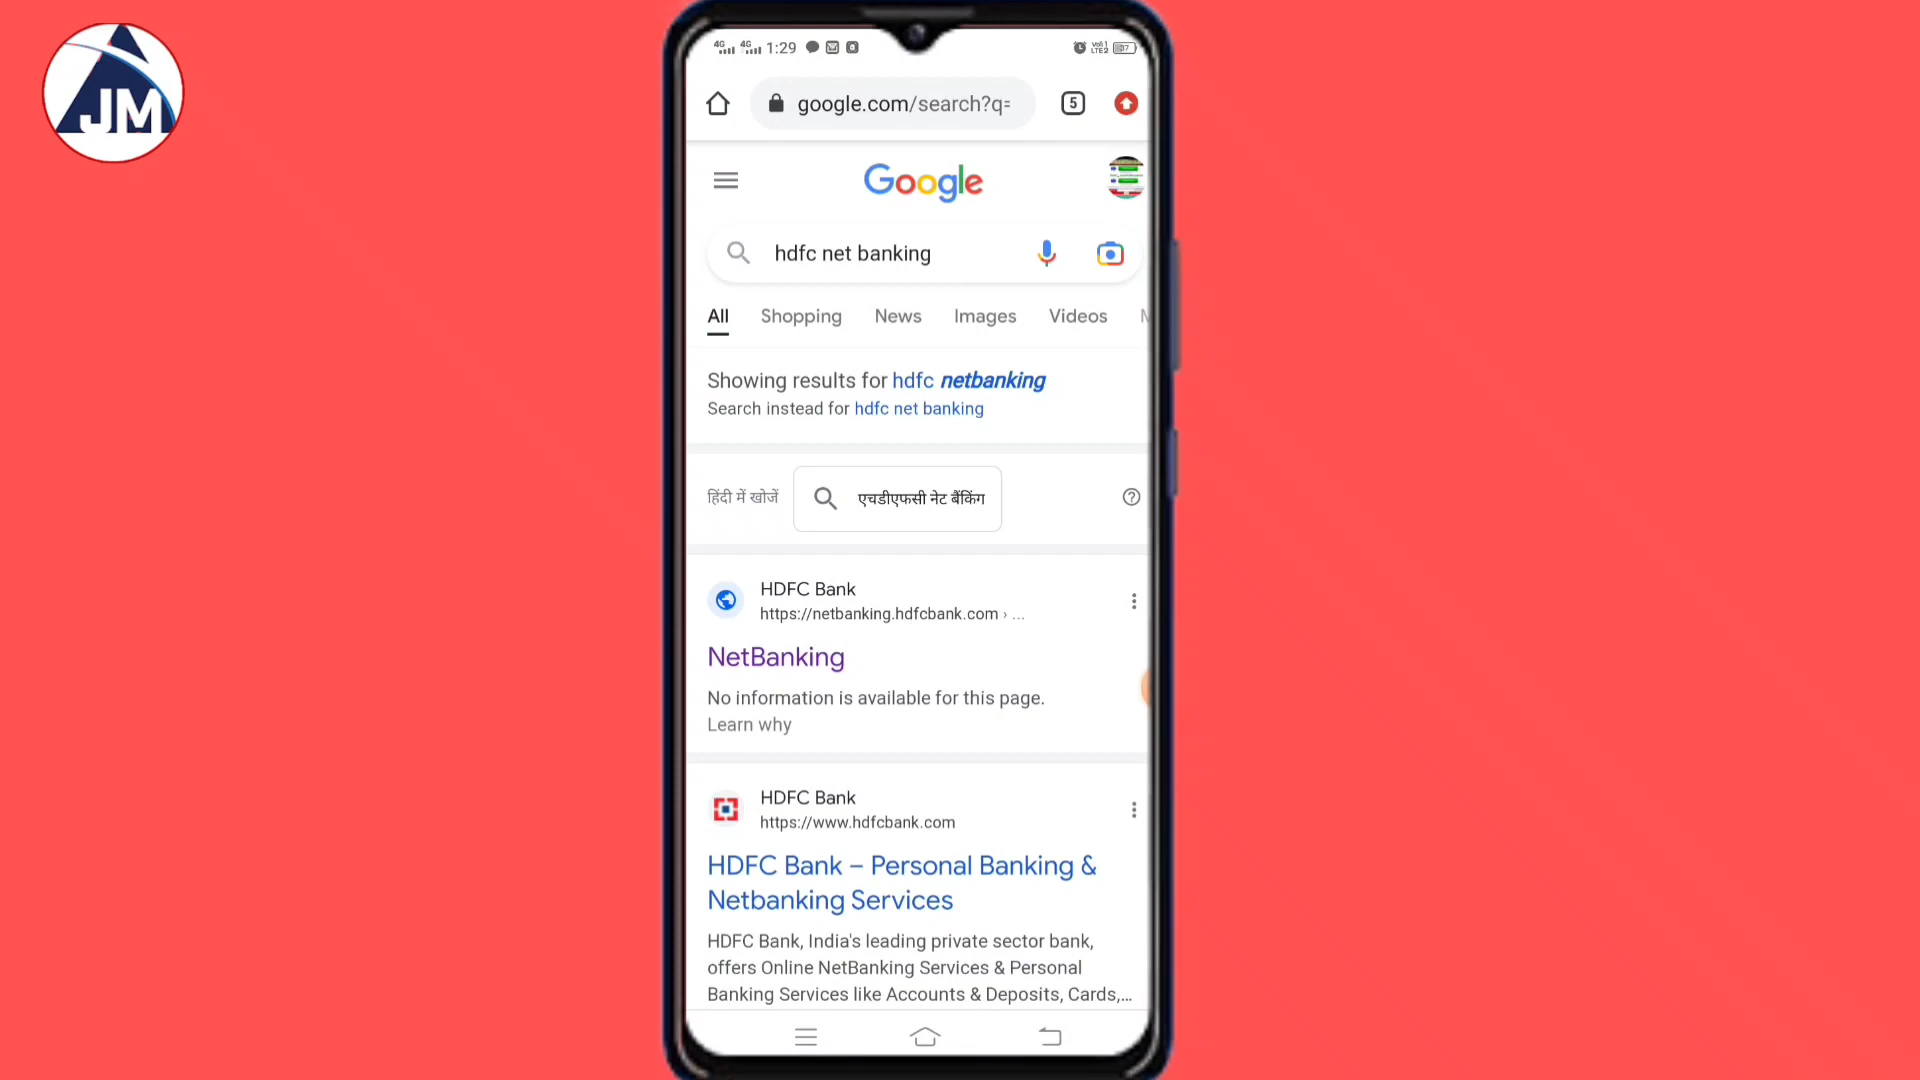 JM
4G 4G 1:29
google.com/search?q=
5
Google
hdfc net banking
All Shopping News Images Videos
Showing results for hdfc netbanking
Search instead for hdfc net banking
हिंदी में खोजें एचडीएफसी नेट बैंकिंग
HDFC Bank
https://netbanking.hdfcbank.com › ...
NetBanking
No information is available for this page.
Learn why
HDFC Bank
https://www.hdfcbank.com
HDFC Bank – Personal Banking &
Netbanking Services
HDFC Bank, India's leading private sector bank,
offers Online NetBanking Services & Personal
Banking Services like Accounts & Deposits, Cards,...